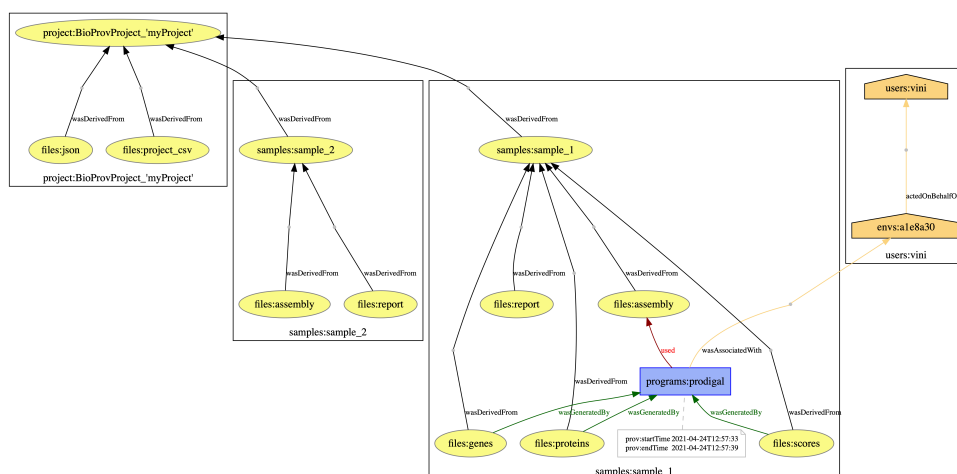 project:BioProvProject_'myProject'
users:vini
wasDerivedFrom
wasDerivedFrom
wasDerivedFrom
wasDerivedFrom
files:json
files:project_csv
samples:sample_2
samples:sample_1
project:BioProvProject_'myProject'
actedOnBehalfO
envs:a1e8a30
users:vini
wasDerivedFrom
wasDerivedFrom
wasDerivedFrom
wasDerivedFrom
files:assembly
files:report
files:report
files:assembly
samples:sample_2
used
wasAssociatedWith
wasDerivedFrom
programs:prodigal
wasDerivedFrom
wasGeneratedBy
wasGeneratedBy
wasGeneratedBy
wasDerivedFrom
files:genes
files:proteins
prov:startTime 2021-04-24T12:57:33
prov:endTime 2021-04-24T12:57:39
files:scores
samples:sample_1